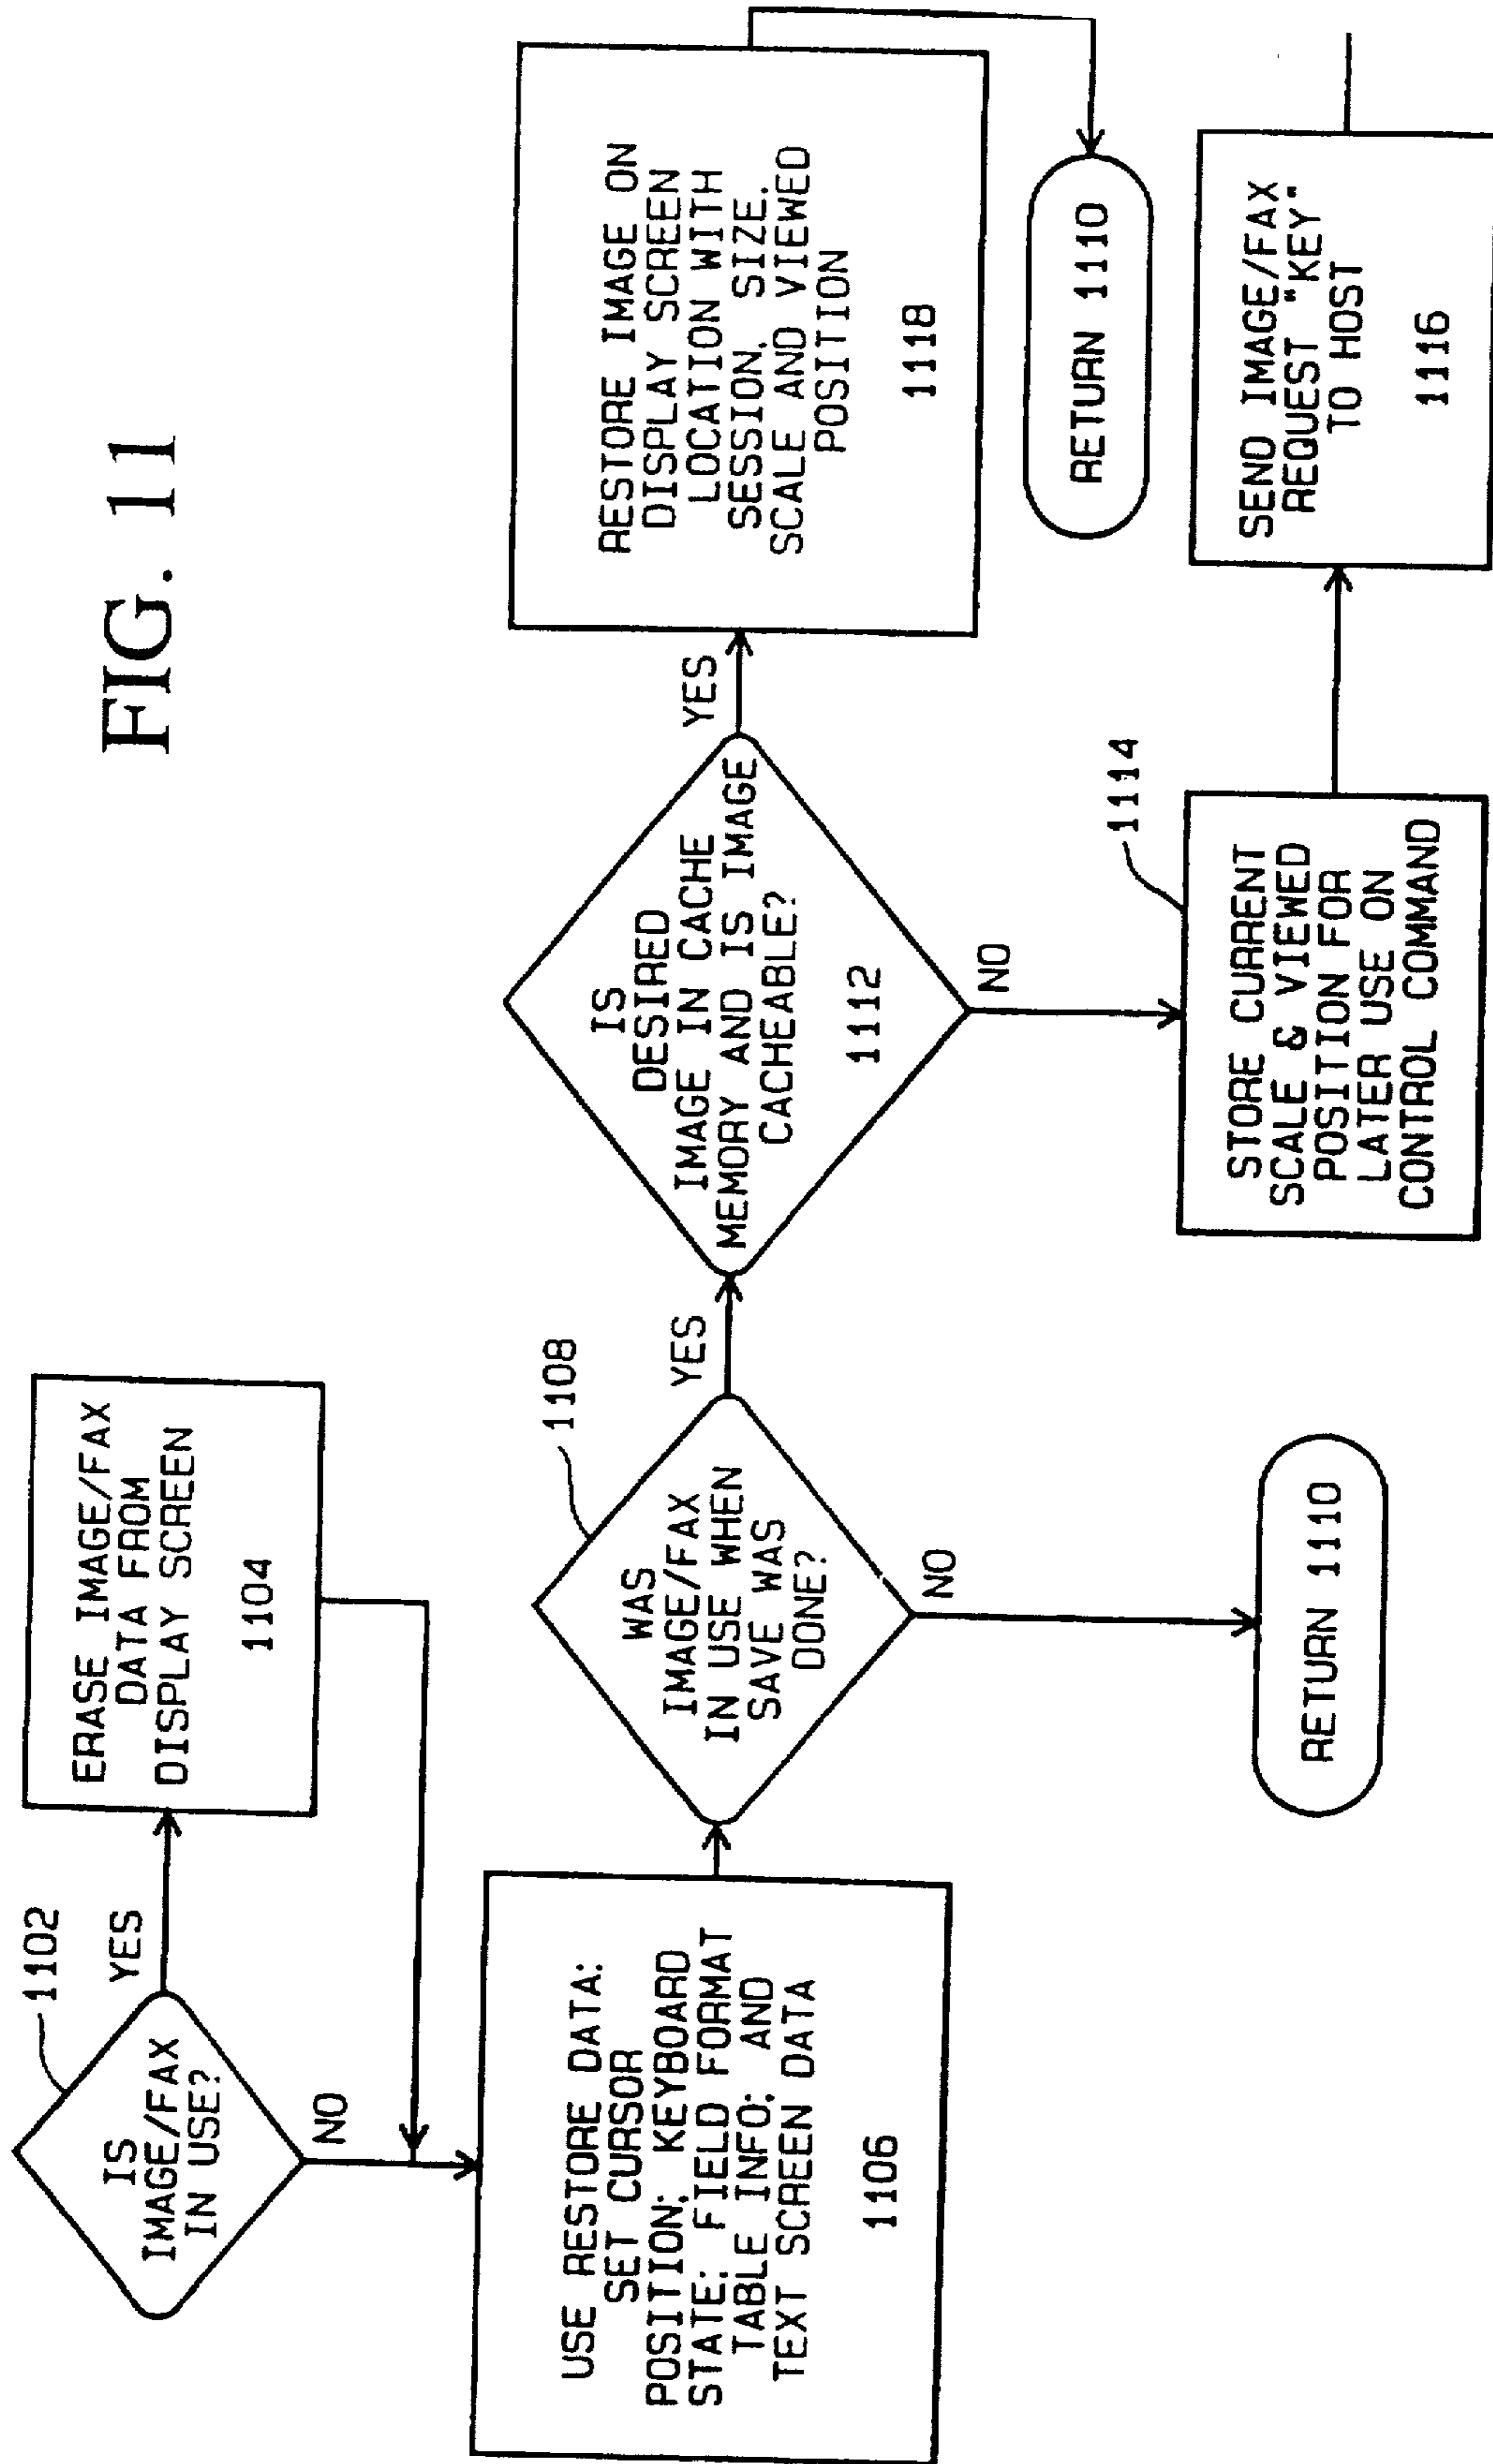 FIG. 11
1102
IS
IMAGE/FAX
IN USE?
YES
NO
ERASE IMAGE/FAX
DATA FROM
DISPLAY SCREEN
1104
USE RESTORE DATA:
SET CURSOR
POSITION; KEYBOARD
STATE; FIELD FORMAT
TABLE INFO; AND
TEXT SCREEN DATA
1106
1108
WAS
IMAGE/FAX
IN USE WHEN
SAVE WAS
DONE?
YES
NO
RETURN 1110
IS
DESIRED
IMAGE IN CACHE
MEMORY AND IS IMAGE
CACHEABLE?
1112
YES
NO
RESTORE IMAGE ON
DISPLAY SCREEN
LOCATION WITH
SESSION, SIZE,
SCALE AND VIEWED
POSITION
1118
RETURN 1110
1114
STORE CURRENT
SCALE & VIEWED
POSITION FOR
LATER USE ON
CONTROL COMMAND
SEND IMAGE/FAX
REQUEST "KEY"
TO HOST
1116